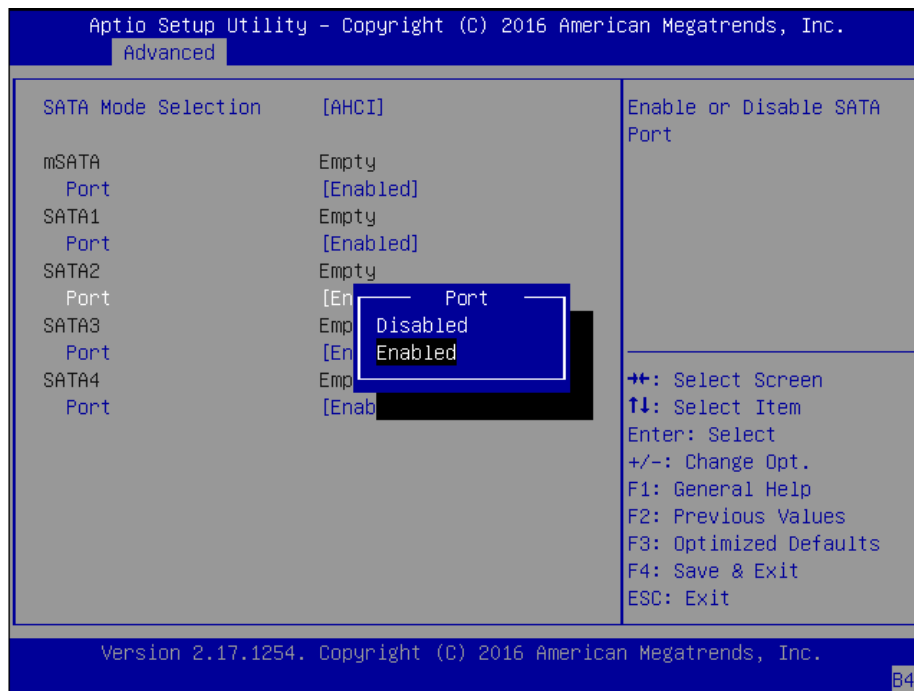 Aptio Setup Utility – Copyright (C) 2016 American Megatrends, Inc.
Advanced
SATA Mode Selection [AHCI]
mSATA Empty
Port [Enabled]
SATA1 Empty
Port [Enabled]
SATA2 Empty
Port [En
SATA3 Emp
Port [En
SATA4 Emp
Port [Enab
Port
Disabled
Enabled
Enable or Disable SATA
Port
→←: Select Screen
↑↓: Select Item
Enter: Select
+/-: Change Opt.
F1: General Help
F2: Previous Values
F3: Optimized Defaults
F4: Save & Exit
ESC: Exit
Version 2.17.1254. Copyright (C) 2016 American Megatrends, Inc.
B4